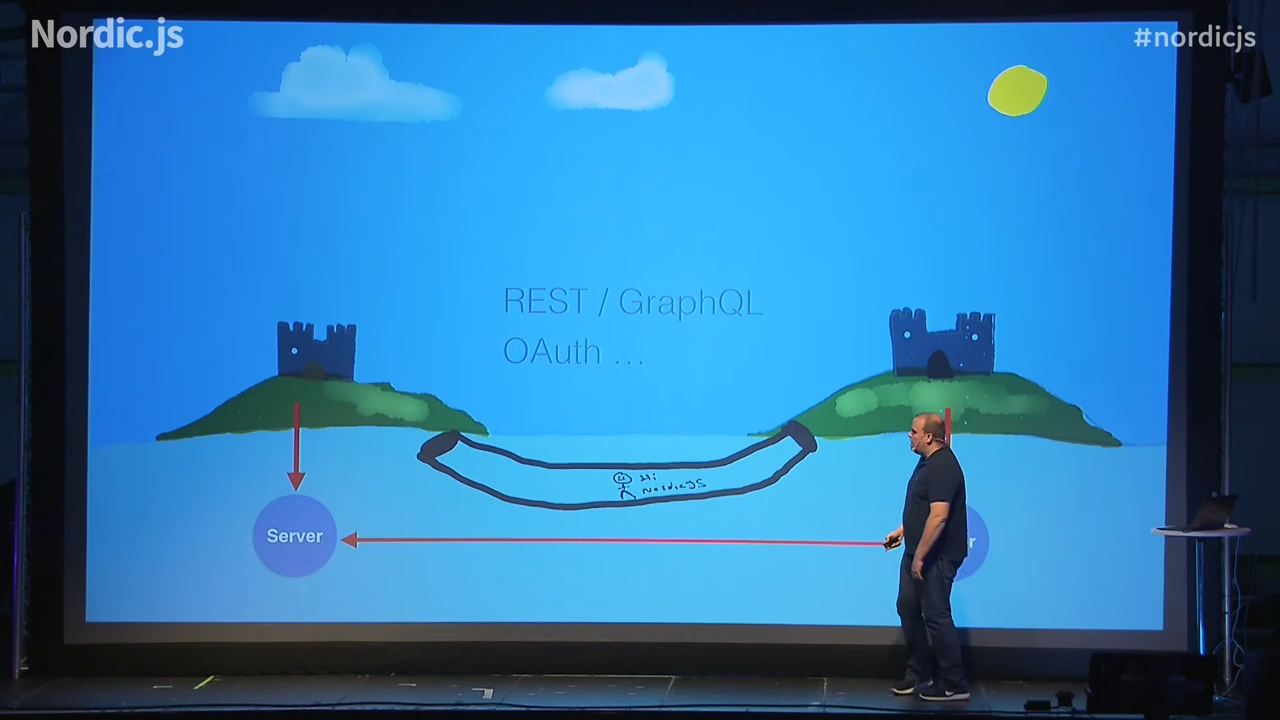 Nordic.js
#nordicjs
REST / GraphQL
OAuth ...
Hi
NordicJS
Server